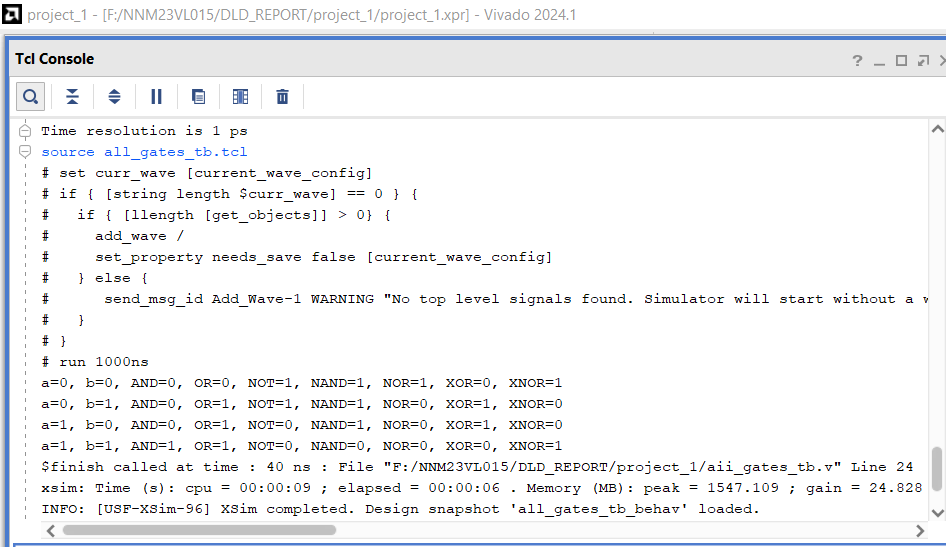 project_1 - [F:/NNM23VL015/DLD_REPORT/project_1/project_1.xpr] - Vivado 2024.1
Tcl Console
Time resolution is 1 ps
source all_gates_tb.tcl
# set curr_wave [current_wave_config]
# if { [string length $curr_wave] == 0 } {
#   if { [llength [get_objects]] > 0} {
#     add_wave /
#     set_property needs_save false [current_wave_config]
#   } else {
#      send_msg_id Add_Wave-1 WARNING "No top level signals found. Simulator will start without a w
#   }
# }
# run 1000ns
a=0, b=0, AND=0, OR=0, NOT=1, NAND=1, NOR=1, XOR=0, XNOR=1
a=0, b=1, AND=0, OR=1, NOT=1, NAND=1, NOR=0, XOR=1, XNOR=0
a=1, b=0, AND=0, OR=1, NOT=0, NAND=1, NOR=0, XOR=1, XNOR=0
a=1, b=1, AND=1, OR=1, NOT=0, NAND=0, NOR=0, XOR=0, XNOR=1
$finish called at time : 40 ns : File "F:/NNM23VL015/DLD_REPORT/project_1/aii_gates_tb.v" Line 24
xsim: Time (s): cpu = 00:00:09 ; elapsed = 00:00:06 . Memory (MB): peak = 1547.109 ; gain = 24.828
INFO: [USF-XSim-96] XSim completed. Design snapshot 'all_gates_tb_behav' loaded.